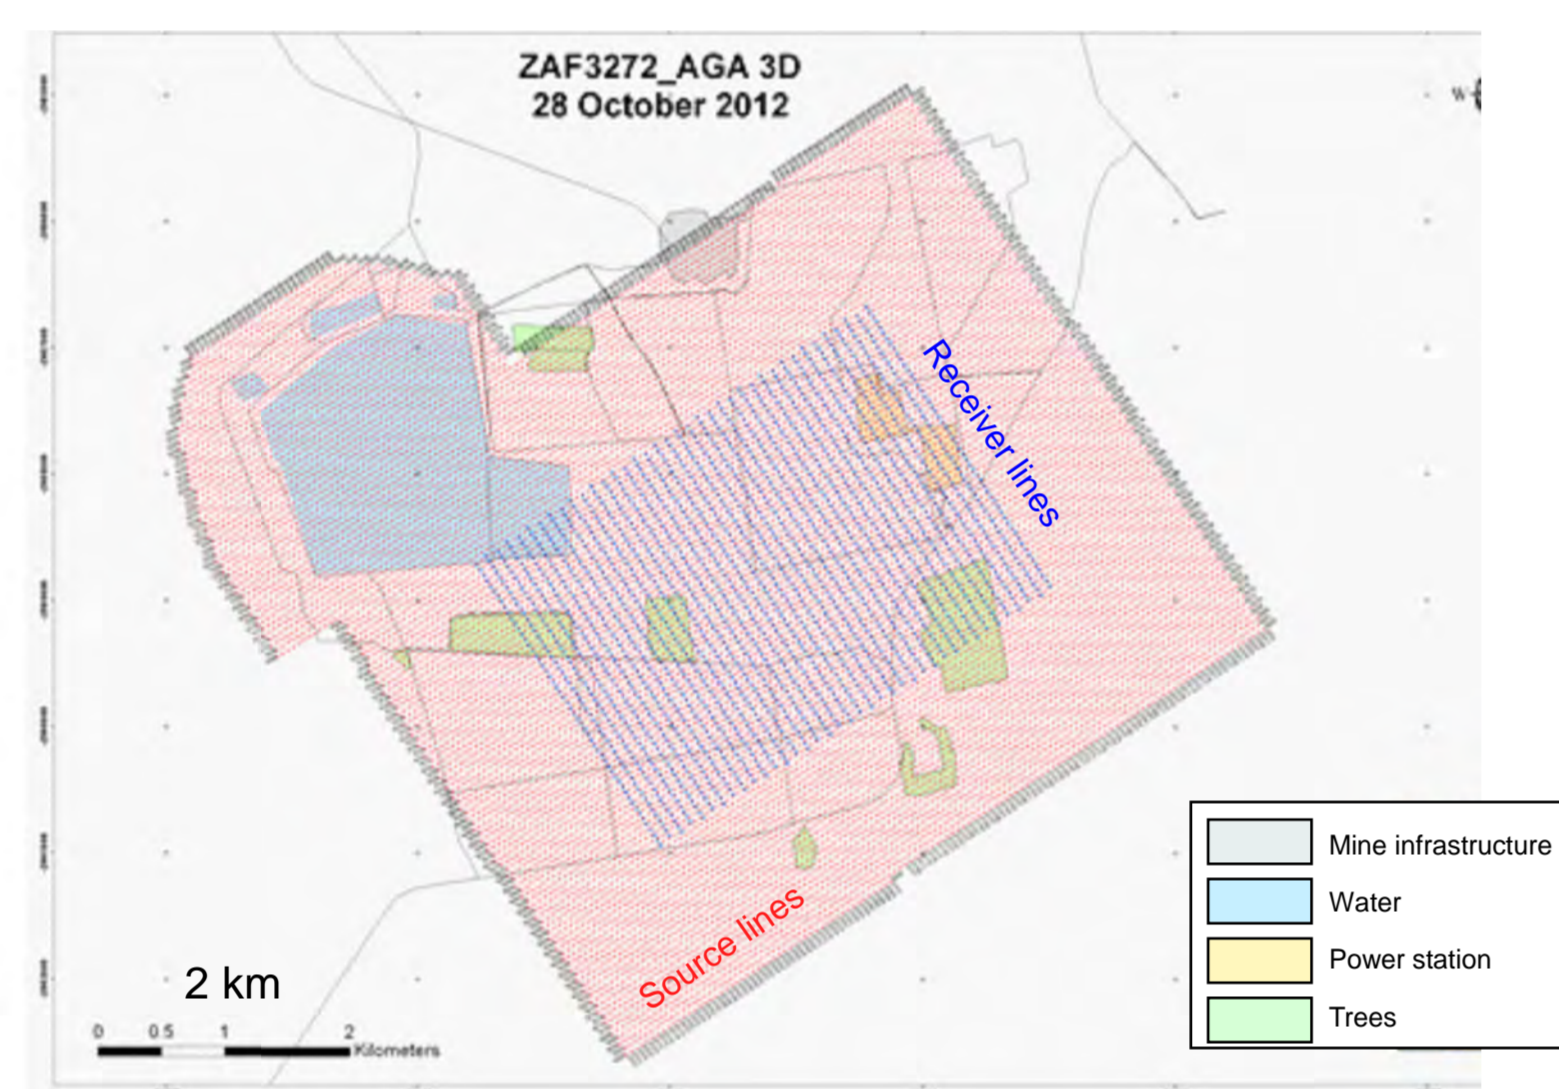 ZAF3272_AGA 3D
28 October 2012
W
Receiver lines
Source lines
2 km
0 0.5 1 2
Kilometers
Mine infrastructure
Water
Power station
Trees